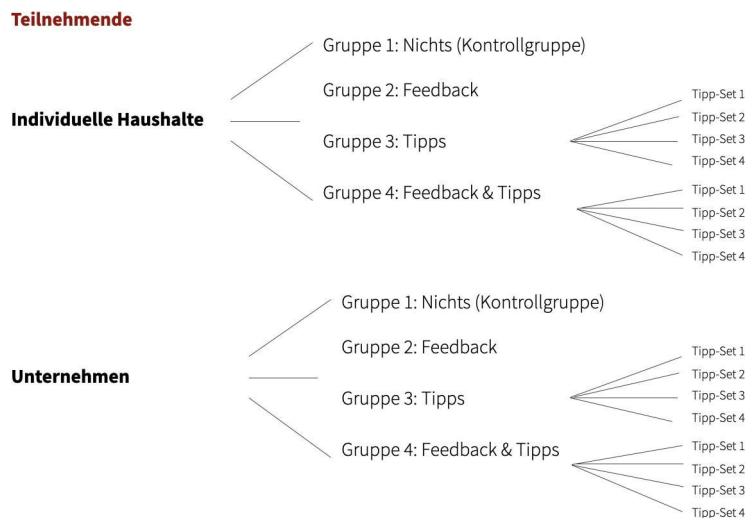 Teilnehmende
Individuelle Haushalte
Gruppe 1: Nichts (Kontrollgruppe)
Gruppe 2: Feedback
Gruppe 3: Tipps
Tipp-Set 1
Tipp-Set 2
Tipp-Set 3
Tipp-Set 4
Gruppe 4: Feedback & Tipps
Tipp-Set 1
Tipp-Set 2
Tipp-Set 3
Tipp-Set 4
Unternehmen
Gruppe 1: Nichts (Kontrollgruppe)
Gruppe 2: Feedback
Gruppe 3: Tipps
Tipp-Set 1
Tipp-Set 2
Tipp-Set 3
Tipp-Set 4
Gruppe 4: Feedback & Tipps
Tipp-Set 1
Tipp-Set 2
Tipp-Set 3
Tipp-Set 4